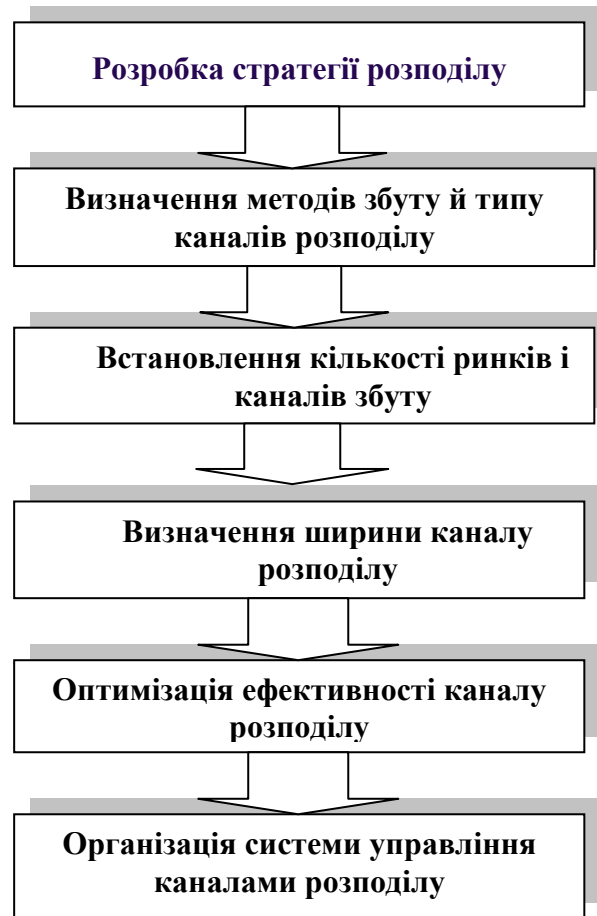 Розробка стратегії розподілу
Визначення методів збуту й типу
каналів розподілу
Встановлення кількості ринків і
каналів збуту
Визначення ширини каналу
розподілу
Оптимізація ефективності каналу
розподілу
Організація системи управління
каналами розподілу